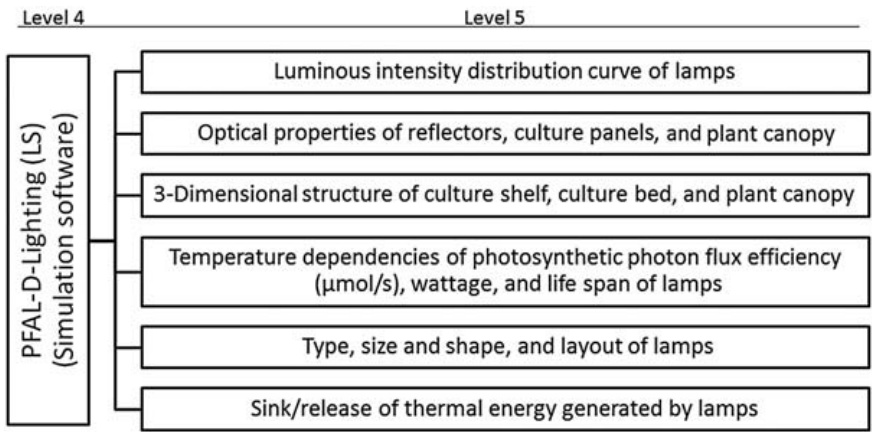 Level 4
Level 5
PFAL-D-Lighting (LS)
(Simulation software)
Luminous intensity distribution curve of lamps
Optical properties of reflectors, culture panels, and plant canopy
3-Dimensional structure of culture shelf, culture bed, and plant canopy
Temperature dependencies of photosynthetic photon flux efficiency
(μmol/s), wattage, and life span of lamps
Type, size and shape, and layout of lamps
Sink/release of thermal energy generated by lamps